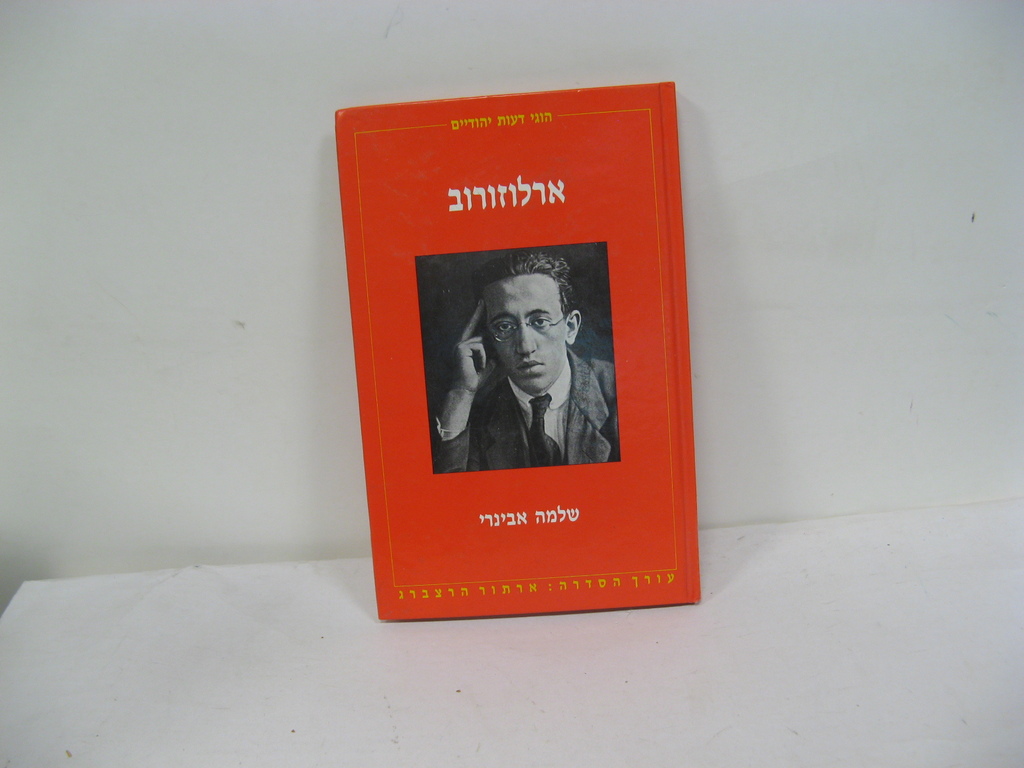 הוגי דעות יהודיים
ארלוזורוב
שלמה אבינרי
עורך הסדרה: ארתור הרצברג